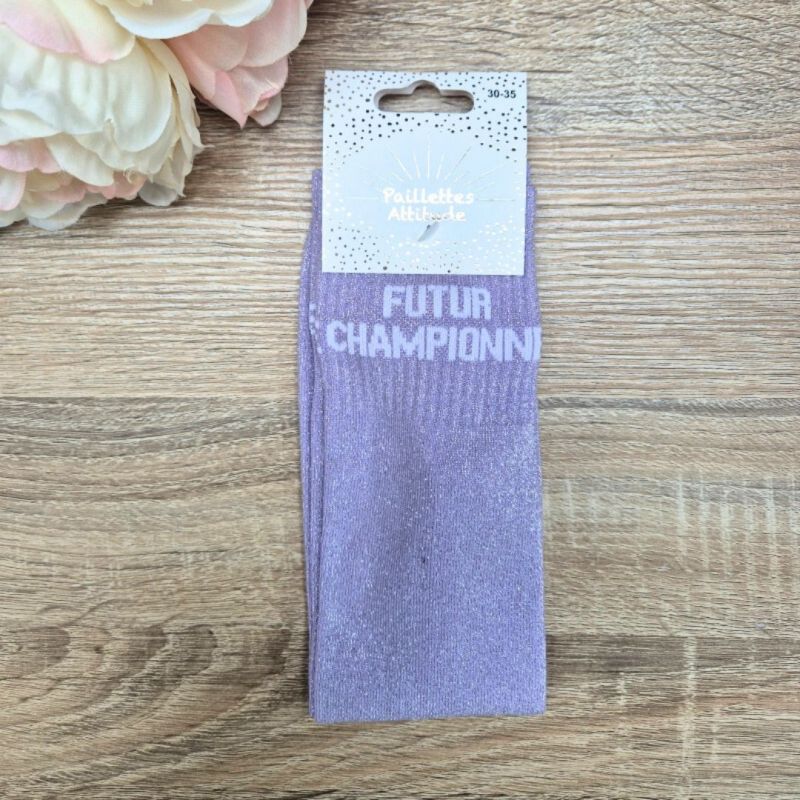 30-35
Paillettes
Attitude
FUTUR
CHAMPIONN